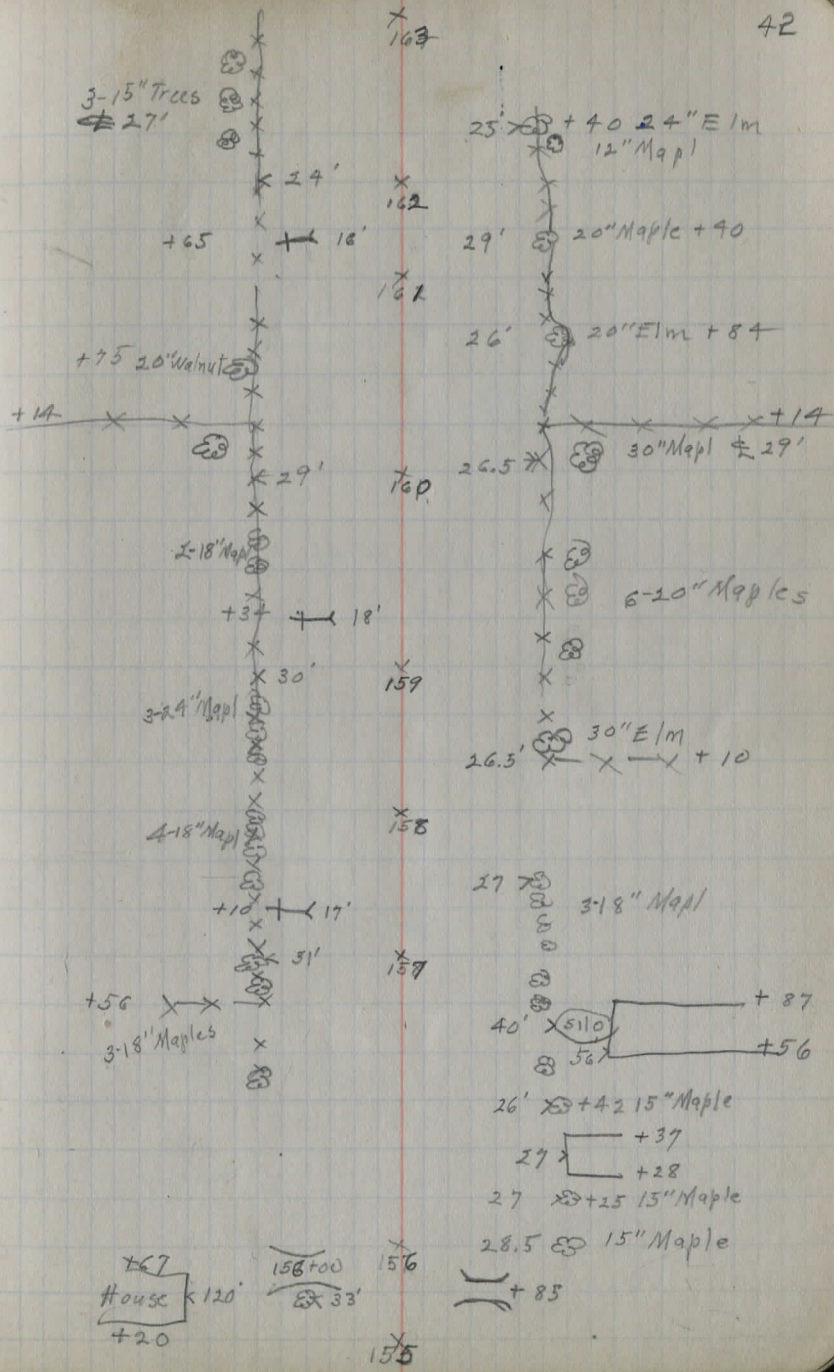 42
163
3-15" Trees
℄ 27'
25' + 40 24" Elm
12" Mapl
24'
162
+65 16' 29' 20" Maple + 40
161
26' 20" Elm + 84
+75 20" Walnut
+14 +14
30" Mapl ℄ 29'
29' 160 26.5
2-18" Mapl
6-20" Maples
+34 18'
30' 159
3-24" Mapl
30" Elm
26.5' + 10
158
4-18" Mapl
27 3-18" Mapl
+10 17'
31' 157
+56 + 87
40' Silo
3-18" Maples 56 +56
26' +42 15" Maple
+37
27
+28
27 +25 15" Maple
28.5 15" Maple
+67 156+00 156
House 120' 33' + 85
+20
155